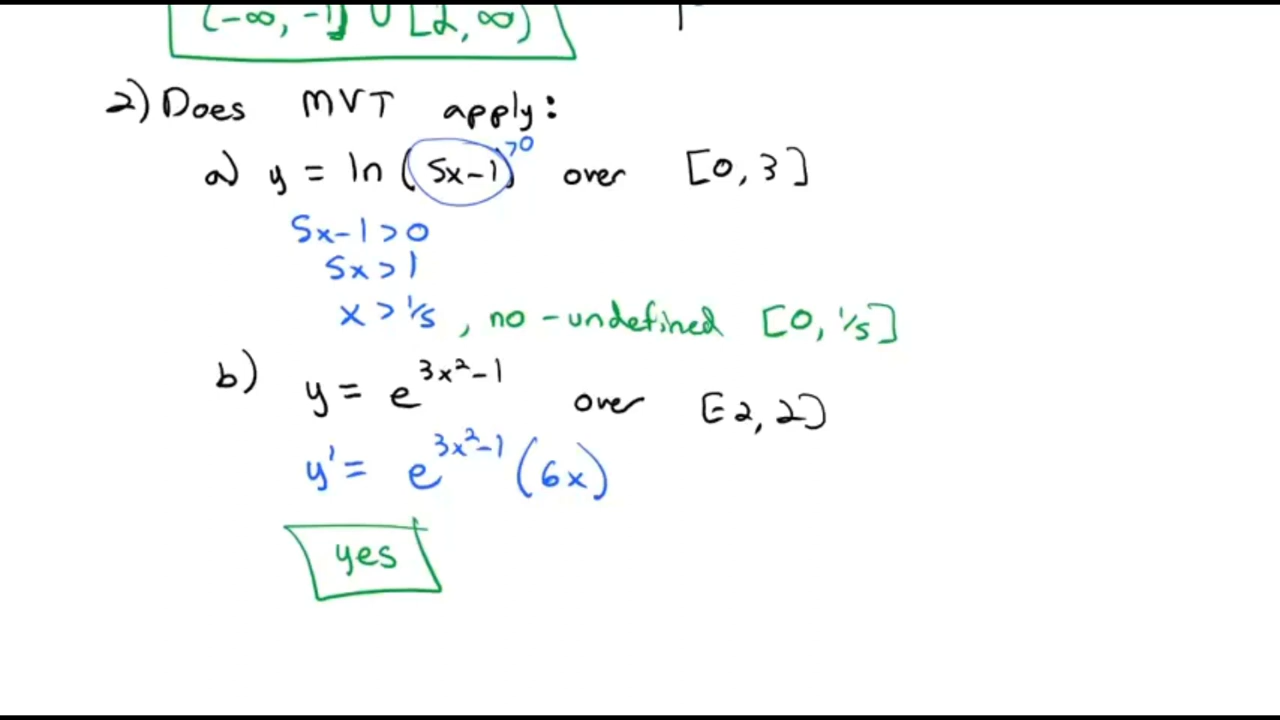 (-∞, -1] ∪ [2, ∞)
2) Does MVT apply:
a) y = ln (5x-1) >0 over [0, 3]
5x-1 > 0
5x > 1
x > 1/5 , no - undefined [0, 1/5]
b) y = e^{3x²-1} over [-2, 2]
y' = e^{3x²-1} (6x)
yes